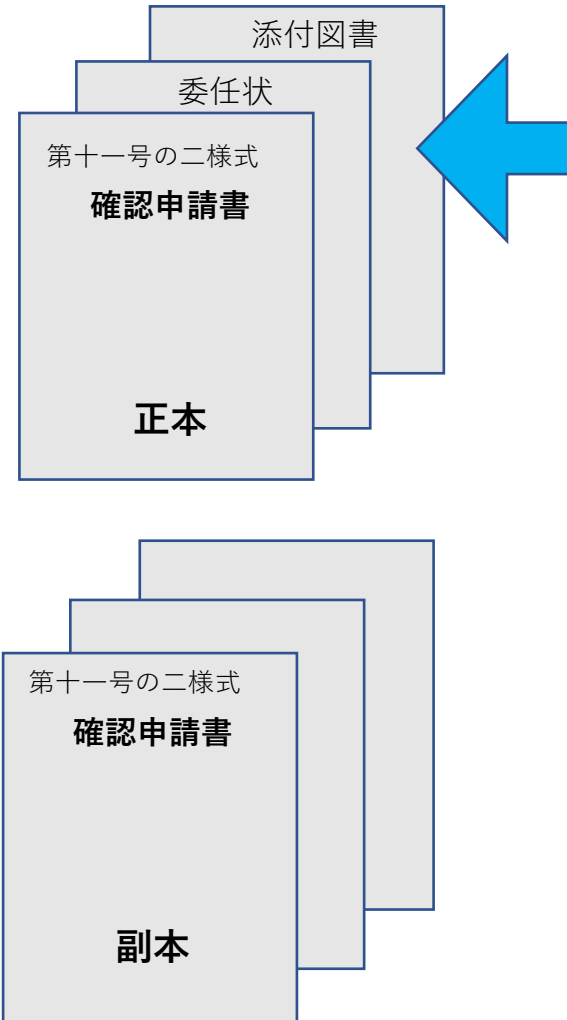 添付図書
委任状
第十一号の二様式
確認申請書
正本
第十一号の二様式
確認申請書
副本